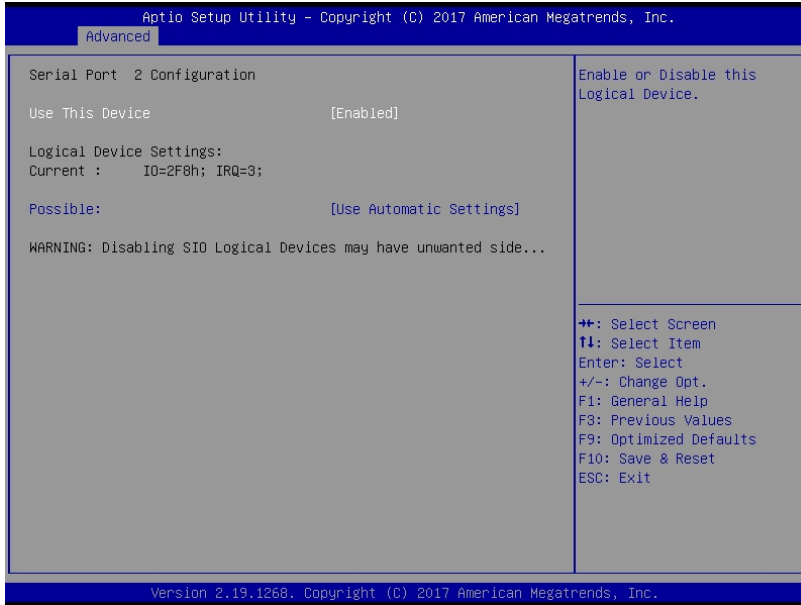 Aptio Setup Utility – Copyright (C) 2017 American Megatrends, Inc.
Advanced
Serial Port 2 Configuration
Use This Device [Enabled]
Logical Device Settings:
Current : IO=2F8h; IRQ=3;
Possible: [Use Automatic Settings]
WARNING: Disabling SIO Logical Devices may have unwanted side...
Enable or Disable this
Logical Device.
→←: Select Screen
↑↓: Select Item
Enter: Select
+/-: Change Opt.
F1: General Help
F3: Previous Values
F9: Optimized Defaults
F10: Save & Reset
ESC: Exit
Version 2.19.1268. Copyright (C) 2017 American Megatrends, Inc.